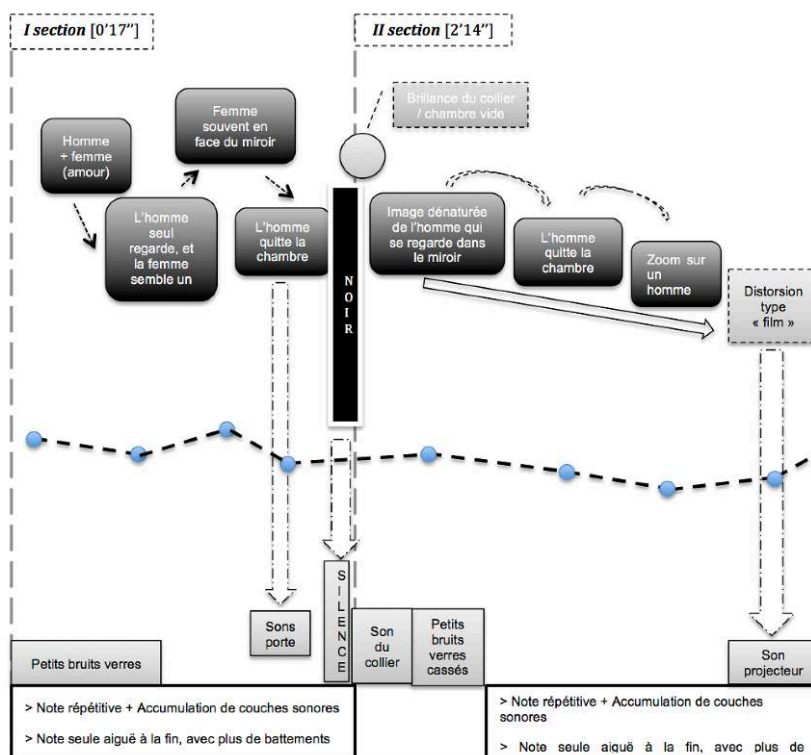 I section [0'17'']
II section [2'14'']
Brillance du collier
/ chambre vide
Homme
+ femme
(amour)
L'homme
seul
regarde, et
la femme
semble un
Femme
souvent en
face du miroir
L'homme
quitte la
chambre
NOIR
Image dénaturée
de l'homme qui
se regarde dans
le miroir
L'homme
quitte la
chambre
Zoom sur
un
homme
Distorsion
type
« film »
Petits bruits verres
Sons
porte
SILENCE
Son
du
collier
Petits
bruits
verres
cassés
Son
projecteur
> Note répétitive + Accumulation de couches sonores
> Note seule aiguë à la fin, avec plus de battements
> Note répétitive + Accumulation de couches
sonores
> Note seule aiguë à la fin, avec plus de